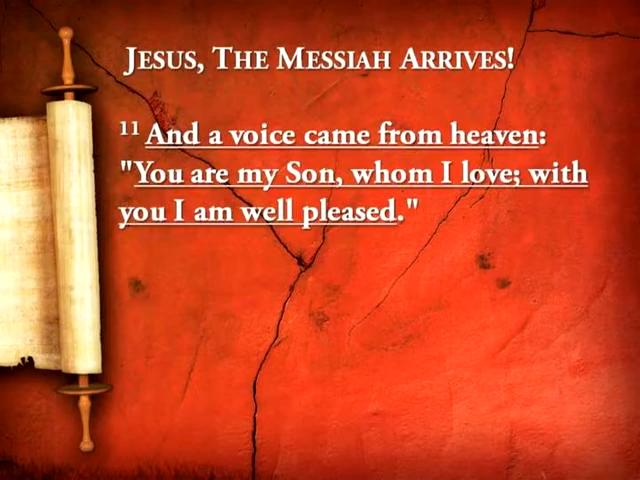 JESUS, THE MESSIAH ARRIVES!
11 And a voice came from heaven:
"You are my Son, whom I love; with
you I am well pleased."